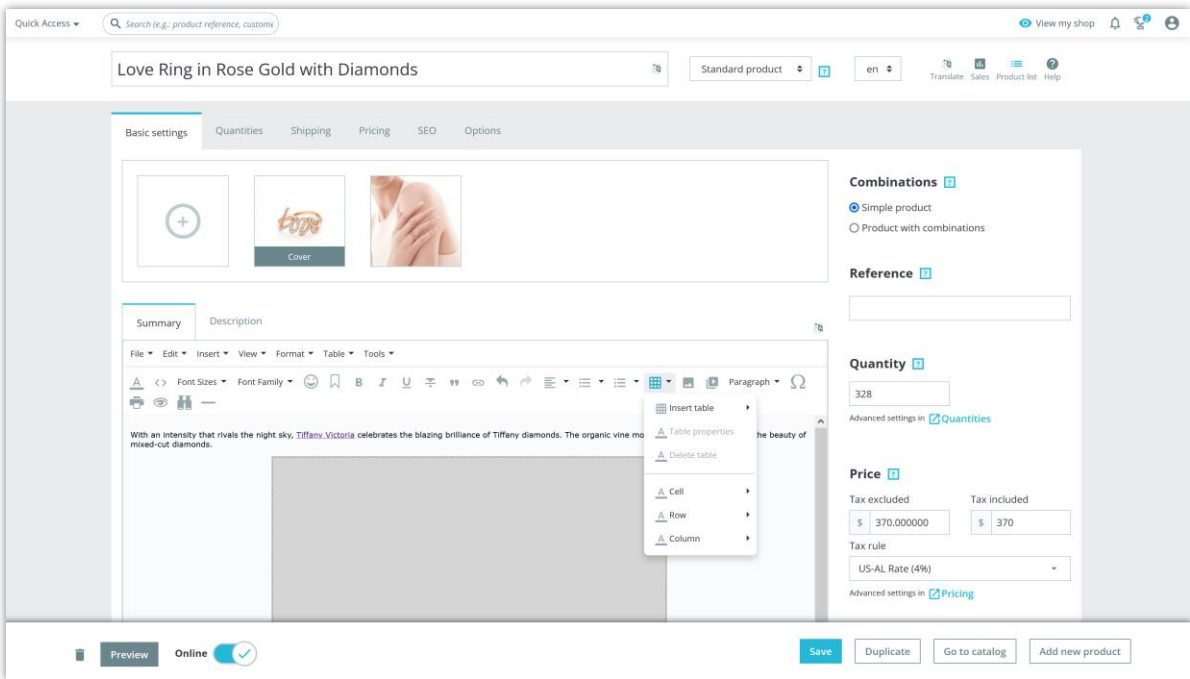 Quick Access
Search (e.g.: product reference, custome
View my shop
2
Love Ring in Rose Gold with Diamonds
Standard product
?
en
Translate Sales Product list Help
Basic settings Quantities Shipping Pricing SEO Options
Cover
Combinations ?
Simple product
Product with combinations
Reference ?
Summary Description
File Edit Insert View Format Table Tools
A <> Font Sizes Font Family B I U Paragraph Ω
Insert table
Table properties
Delete table
Cell
Row
Column
With an intensity that rivals the night sky, Tiffany Victoria celebrates the blazing brilliance of Tiffany diamonds. The organic vine mo he beauty of
mixed-cut diamonds.
Quantity ?
328
Advanced settings in Quantities
Price ?
Tax excluded Tax included
$ 370.000000 $ 370
Tax rule
US-AL Rate (4%)
Advanced settings in Pricing
Preview Online Save Duplicate Go to catalog Add new product